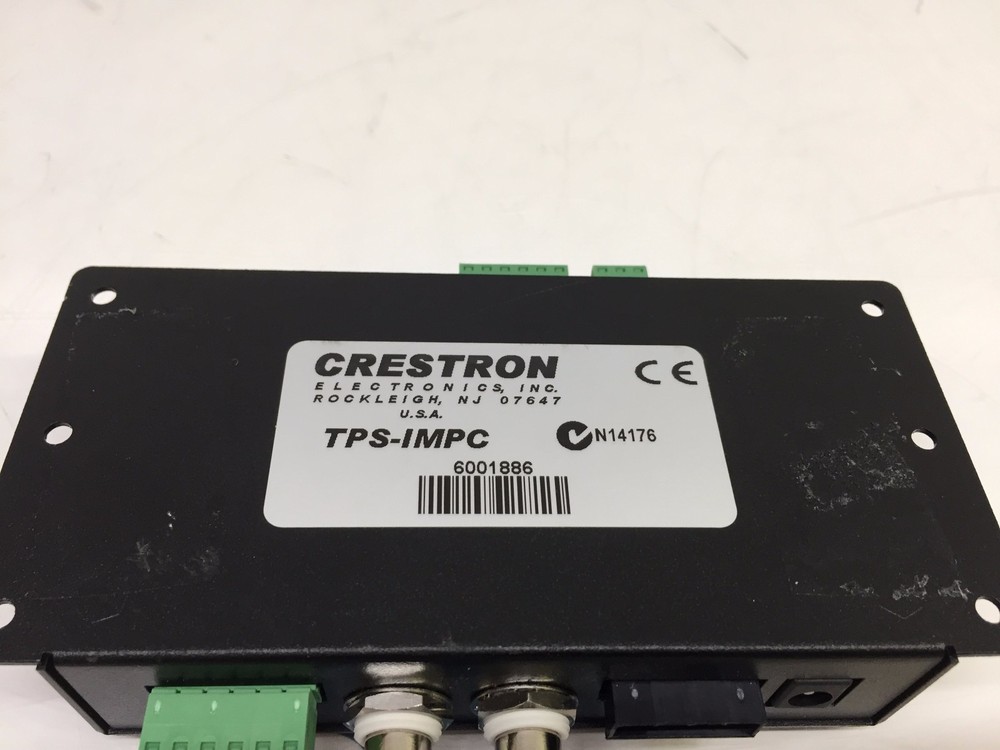 CRESTRON
ELECTRONICS, INC.
ROCKLEIGH, NJ 07647
U.S.A.
CE
TPS-IMPC
N14176
6001886